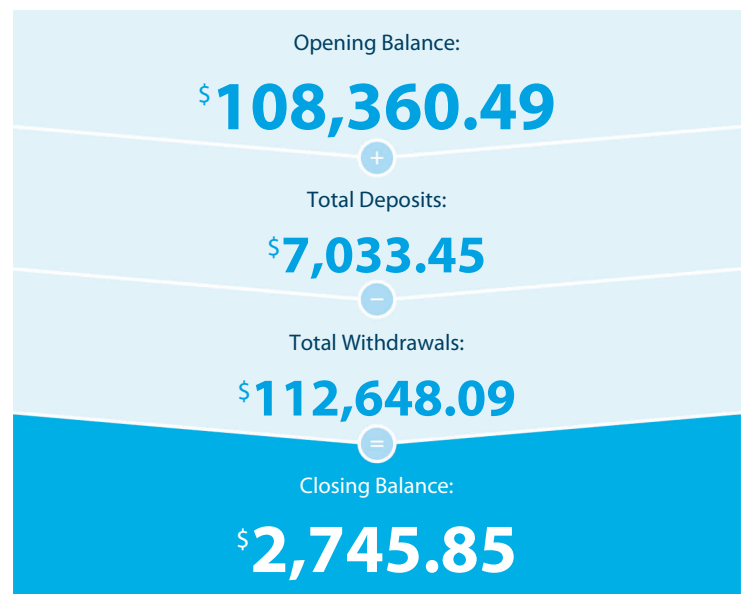 Opening Balance:
$108,360.49
+
Total Deposits:
$7,033.45
−
Total Withdrawals:
$112,648.09
=
Closing Balance:
$2,745.85